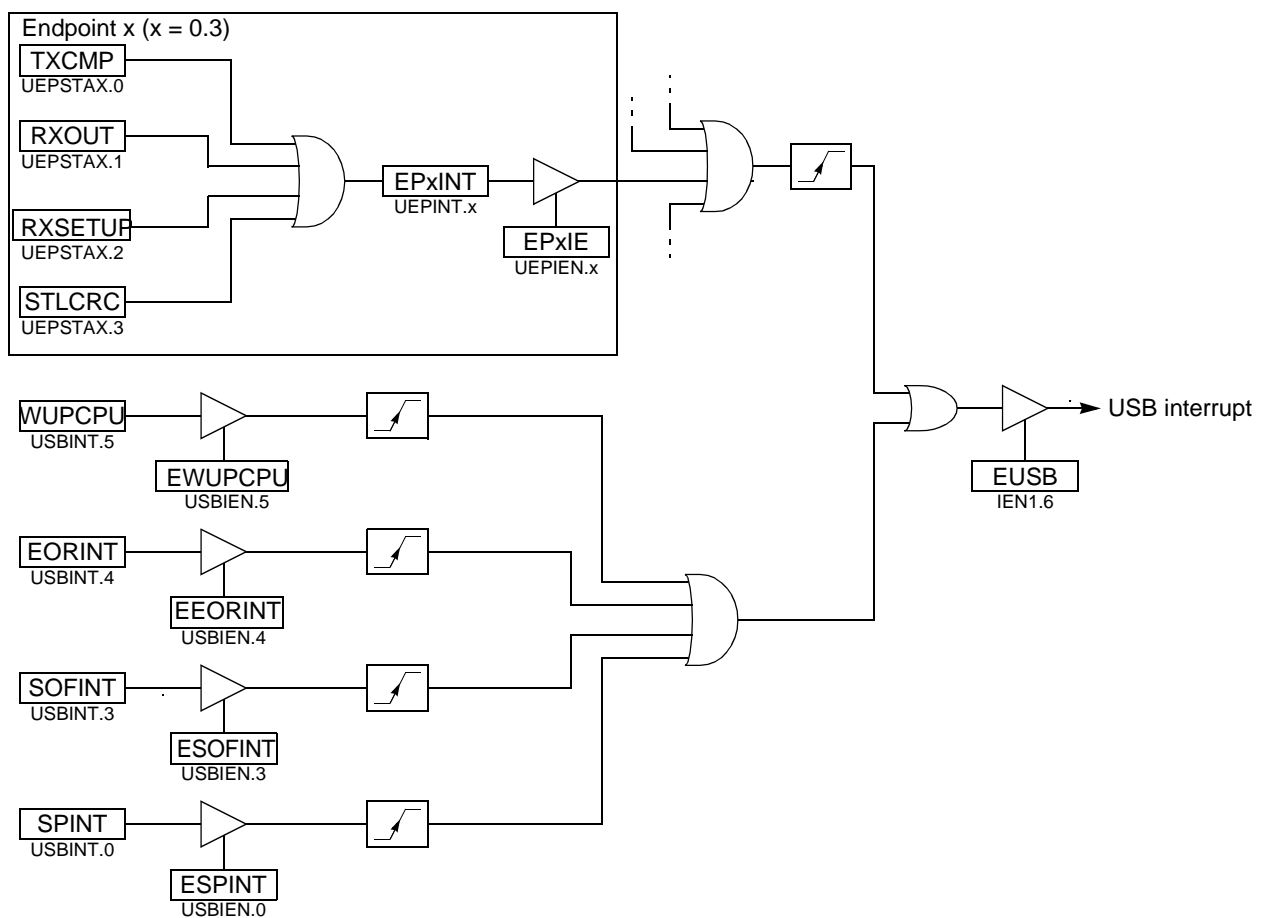 Endpoint x (x = 0.3)
TXCMP
UEPSTAX.0
RXOUT
UEPSTAX.1
EPxINT
UEPINT.x
RXSETUP
UEPSTAX.2
EPxIE
UEPIEN.x
STLCRC
UEPSTAX.3
WUPCPU
USBINT.5
EWUPCPU
USBIEN.5
USB interrupt
EUSB
IEN1.6
EORINT
USBINT.4
EEORINT
USBIEN.4
SOFINT
USBINT.3
ESOFINT
USBIEN.3
SPINT
USBINT.0
ESPINT
USBIEN.0